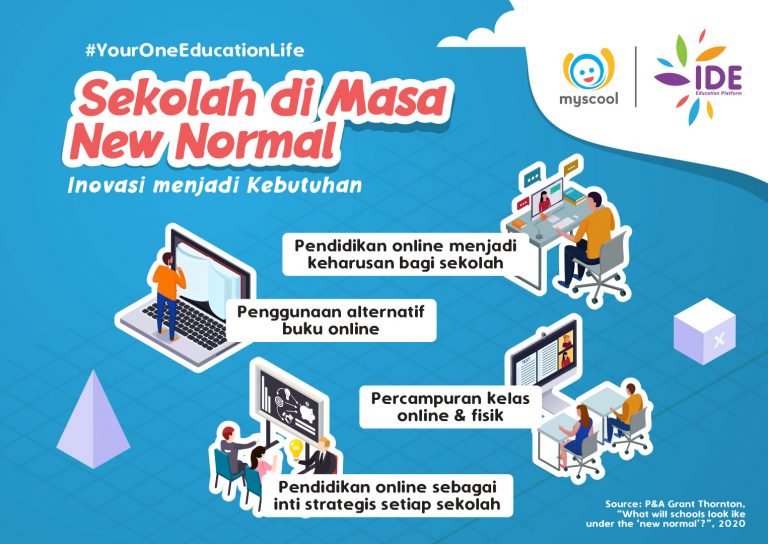 #YourOneEducationLife
Sekolah di Masa
New Normal
Inovasi menjadi Kebutuhan
myscool
IDE
Education Platform
Pendidikan online menjadi
keharusan bagi sekolah
Penggunaan alternatif
buku online
Percampuran kelas
online & fisik
Pendidikan online sebagai
inti strategis setiap sekolah
Source: P&A Grant Thornton,
"What will schools look ike
under the 'new normal'?", 2020